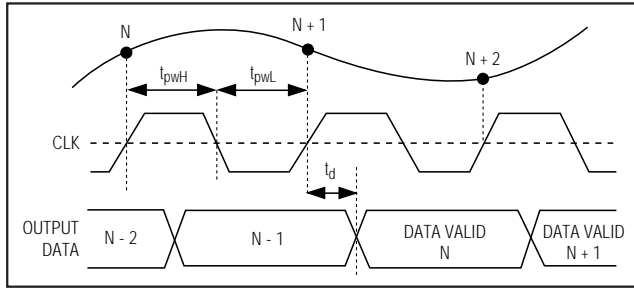 N
N + 1
N + 2
tpwH
tpwL
CLK
td
OUTPUT
DATA
N - 2
N - 1
DATA VALID
N
DATA VALID
N + 1